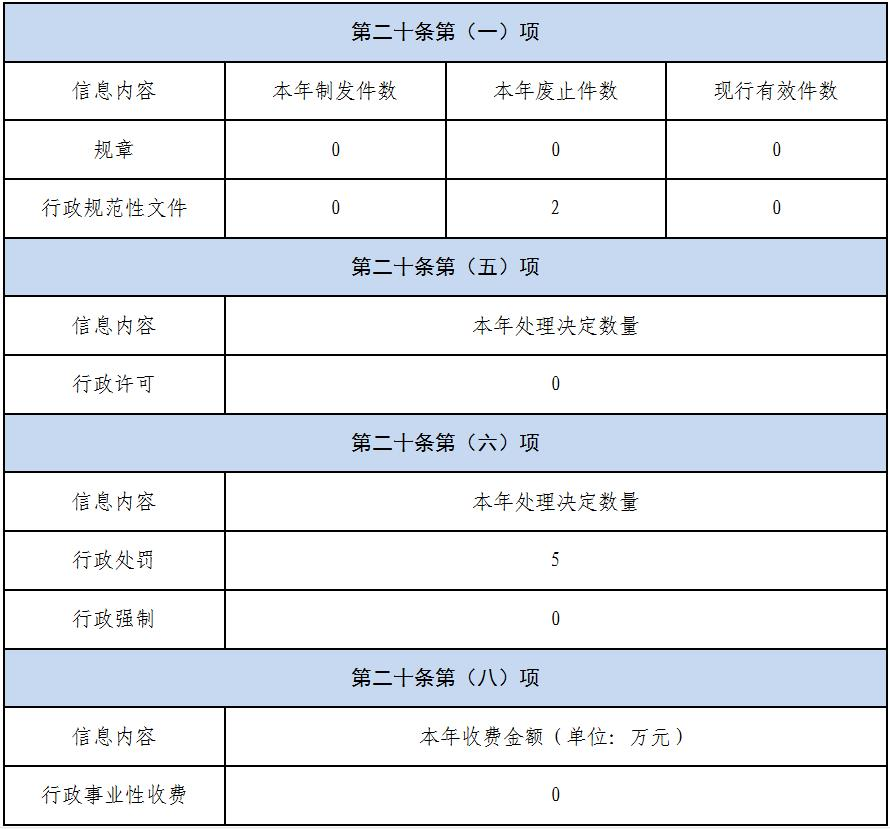 第二十条第（一）项
信息内容 本年制发件数 本年废止件数 现行有效件数
规章 0 0 0
行政规范性文件 0 2 0
第二十条第（五）项
信息内容 本年处理决定数量
行政许可 0
第二十条第（六）项
信息内容 本年处理决定数量
行政处罚 5
行政强制 0
第二十条第（八）项
信息内容 本年收费金额（单位：万元）
行政事业性收费 0